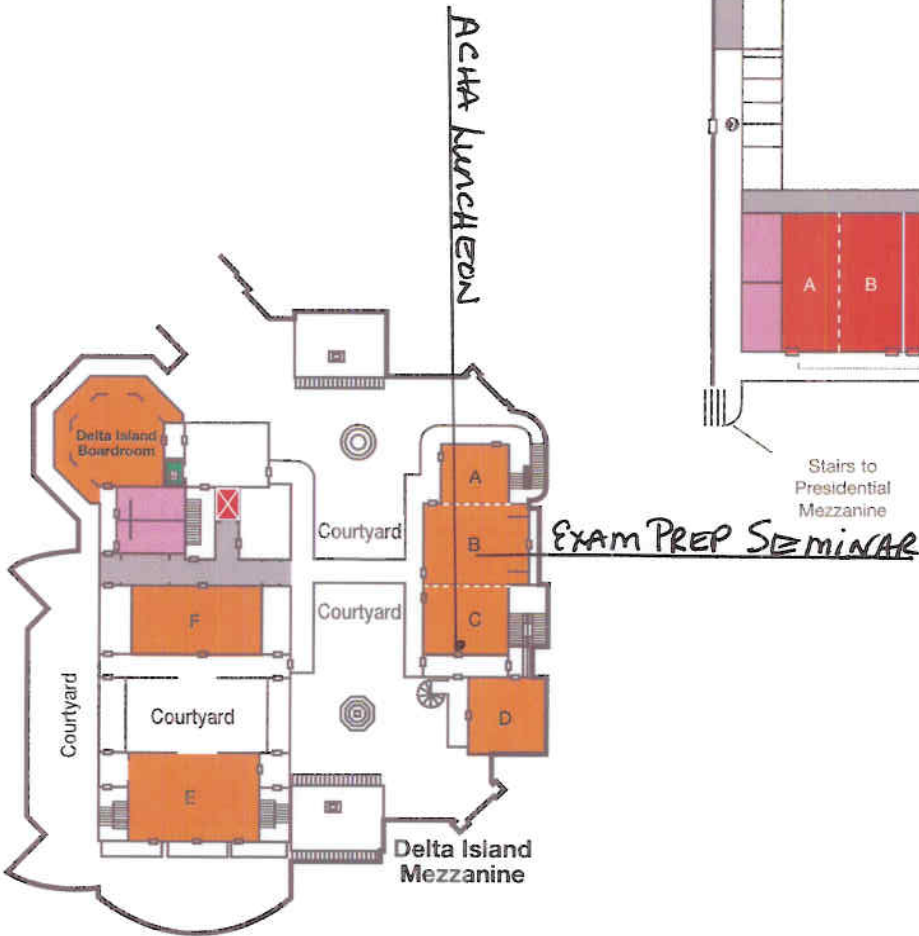 ACHA LUNCHEON
A
B
Stairs to
Presidential
Mezzanine
Delta Island
Boardroom
A
Courtyard
B
EXAM PREP SEMINAR
Courtyard
C
F
Courtyard
Courtyard
D
E
Delta Island
Mezzanine